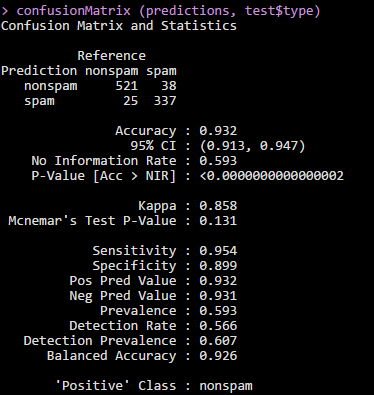 > confusionMatrix (predictions, test$type)
Confusion Matrix and Statistics
Reference
Prediction nonspam spam
nonspam 521 38
spam 25 337
Accuracy : 0.932
95% CI : (0.913, 0.947)
No Information Rate : 0.593
P-Value [Acc > NIR] : <0.0000000000000002
Kappa : 0.858
Mcnemar's Test P-Value : 0.131
Sensitivity : 0.954
Specificity : 0.899
Pos Pred Value : 0.932
Neg Pred Value : 0.931
Prevalence : 0.593
Detection Rate : 0.566
Detection Prevalence : 0.607
Balanced Accuracy : 0.926
'Positive' Class : nonspam